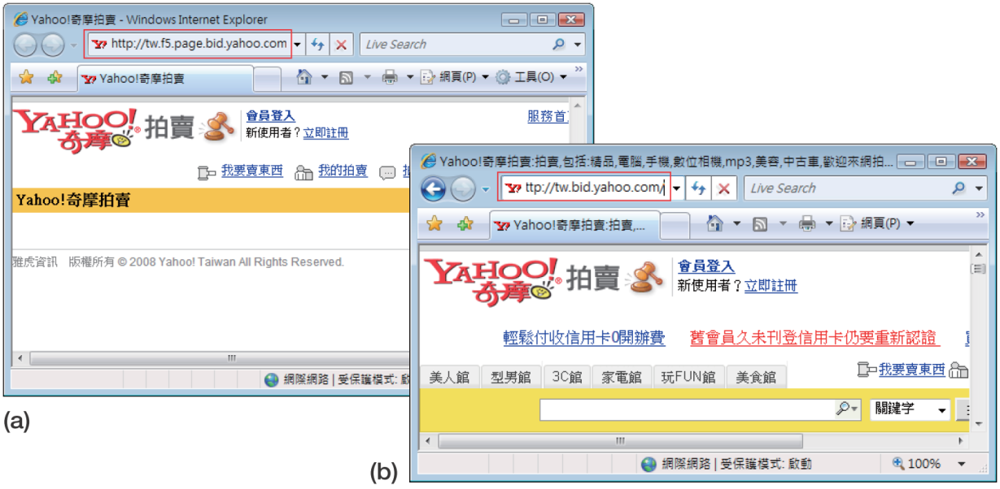 Yahoo!奇摩拍賣 - Windows Internet Explorer
http://tw.f5.page.bid.yahoo.com
Live Search
Yahoo!奇摩拍賣
網頁(P)
工具(O)
YAHOO!奇摩 拍賣
會員登入
服務首
新使用者？立即註冊
我要賣東西 我的拍賣
Yahoo!奇摩拍賣
雅虎資訊 版權所有 © 2008 Yahoo! Taiwan All Rights Reserved.
網際網路 | 受保護模式: 啟
(a)
Yahoo!奇摩拍賣:拍賣,包括:精品,電腦,手機,數位相機,mp3,美容,中古車,歡迎來網拍...
ttp://tw.bid.yahoo.com/
Live Search
Yahoo!奇摩拍賣:拍賣,...
網頁(P)
YAHOO!奇摩 拍賣
會員登入
新使用者？立即註冊
輕鬆付收信用卡0開辦費 舊會員久未刊登信用卡仍要重新認證
美人館 型男館 3C館 家電館 玩FUN館 美食館
我要賣東西
關鍵字
網際網路 | 受保護模式: 啟動
100%
(b)